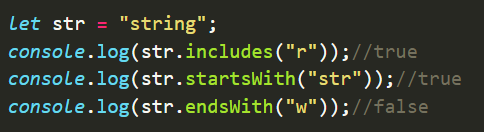 let str = "string";
console.log(str.includes("r"));//true
console.log(str.startsWith("str"));//true
console.log(str.endsWith("w"));//false